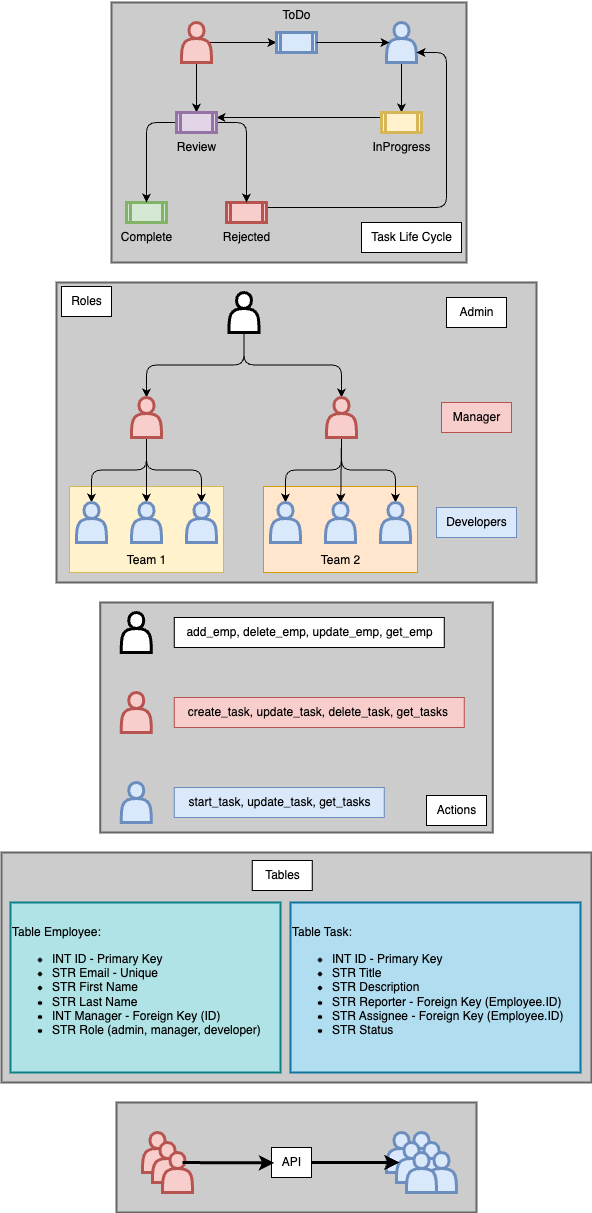 ToDo
Review
InProgress
Complete
Rejected
Task Life Cycle
Roles
Admin
Manager
Developers
Team 1
Team 2
add_emp, delete_emp, update_emp, get_emp
create_task, update_task, delete_task, get_tasks
start_task, update_task, get_tasks
Actions
Tables
Table Employee:
INT ID - Primary Key
STR Email - Unique
STR First Name
STR Last Name
INT Manager - Foreign Key (ID)
STR Role (admin, manager, developer)
Table Task:
INT ID - Primary Key
STR Title
STR Description
STR Reporter - Foreign Key (Employee.ID)
STR Assignee - Foreign Key (Employee.ID)
STR Status
API